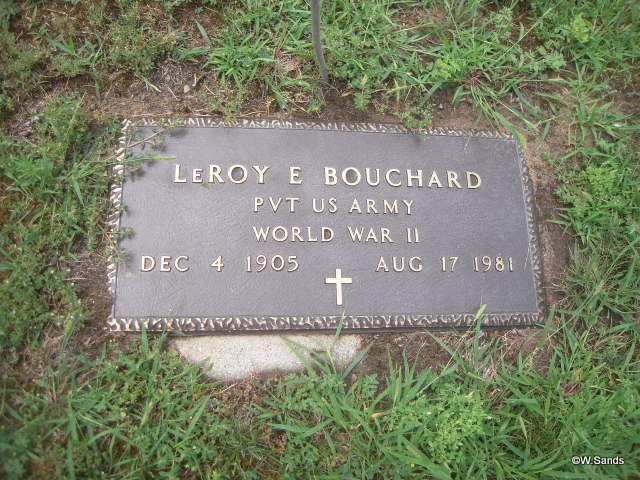 LeROY E BOUCHARD
PVT US ARMY
WORLD WAR II
DEC 4 1905 AUG 17 1981
©W.Sands